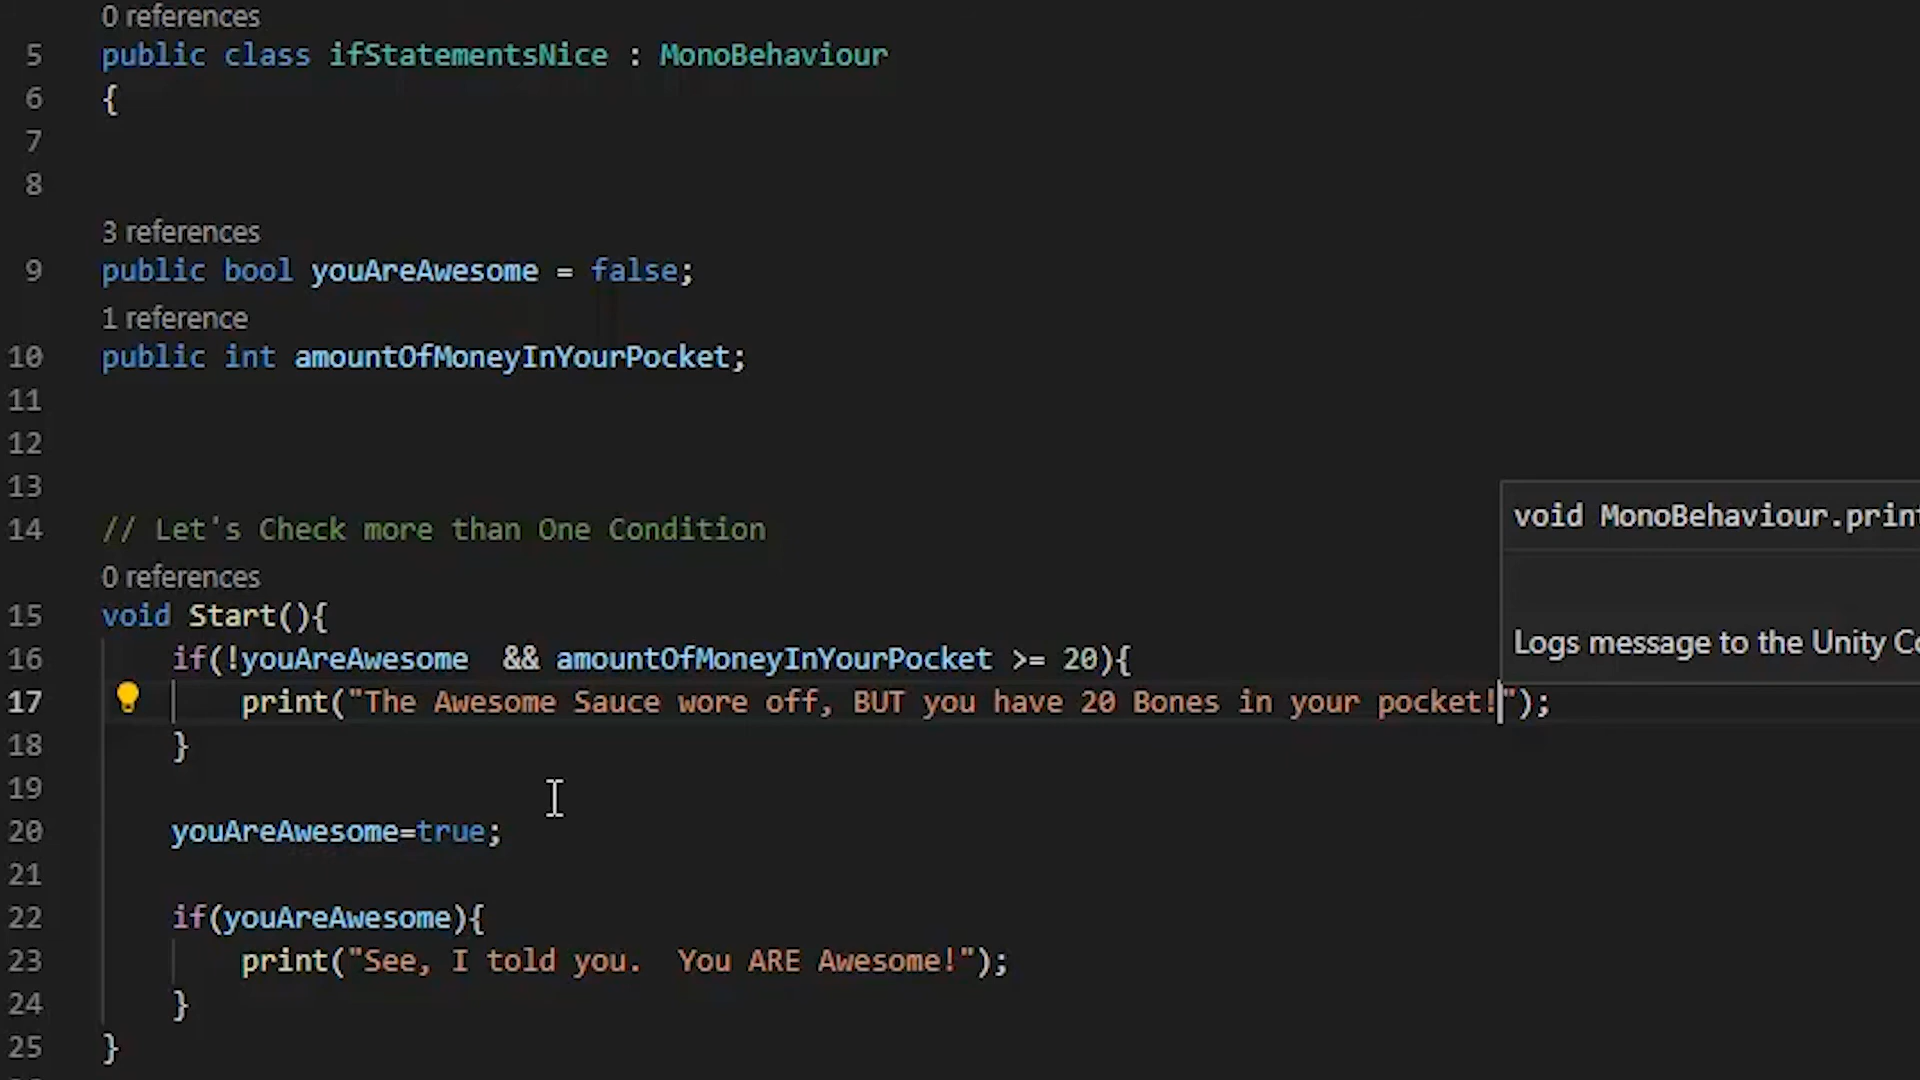 0 references
5 public class ifStatementsNice : MonoBehaviour
6 {
7
8
3 references
9 public bool youAreAwesome = false;
1 reference
10 public int amountOfMoneyInYourPocket;
11
12
13
14 // Let's Check more than One Condition
void MonoBehaviour.print
0 references
15 void Start(){
16 if(!youAreAwesome  && amountOfMoneyInYourPocket >= 20){
Logs message to the Unity Co
17 print("The Awesome Sauce wore off, BUT you have 20 Bones in your pocket!");
18 }
19
20 youAreAwesome=true;
21
22 if(youAreAwesome){
23 print("See, I told you.  You ARE Awesome!");
24 }
25 }